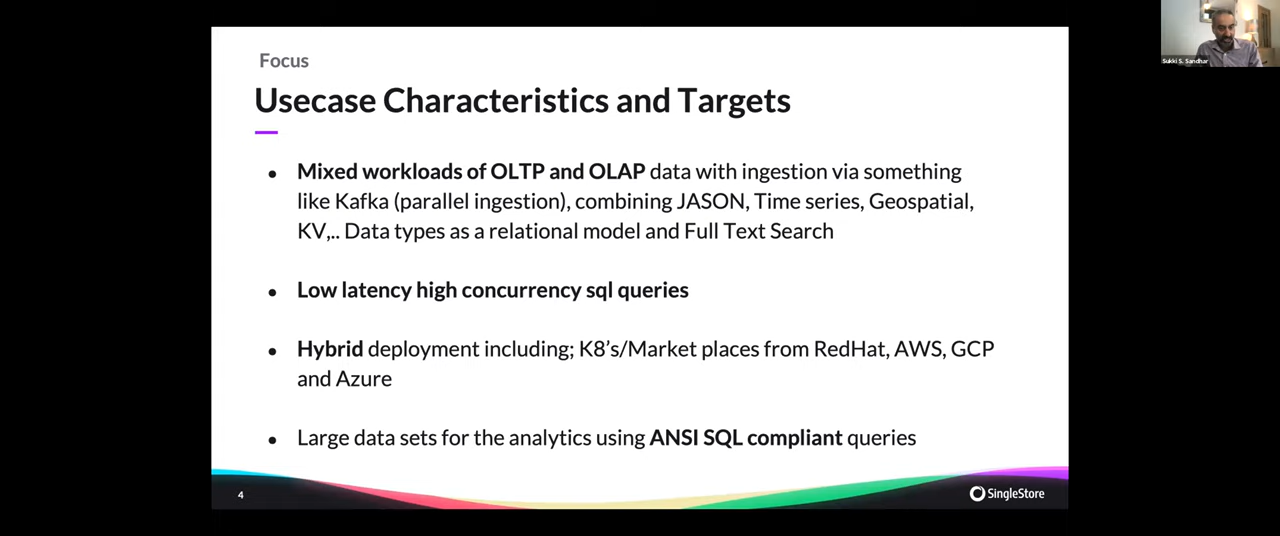 Focus
Usecase Characteristics and Targets
● Mixed workloads of OLTP and OLAP data with ingestion via something
like Kafka (parallel ingestion), combining JASON, Time series, Geospatial,
KV,.. Data types as a relational model and Full Text Search
● Low latency high concurrency sql queries
● Hybrid deployment including; K8’s/Market places from RedHat, AWS, GCP
and Azure
● Large data sets for the analytics using ANSI SQL compliant queries
4
SingleStore
Sukki S. Sandhar